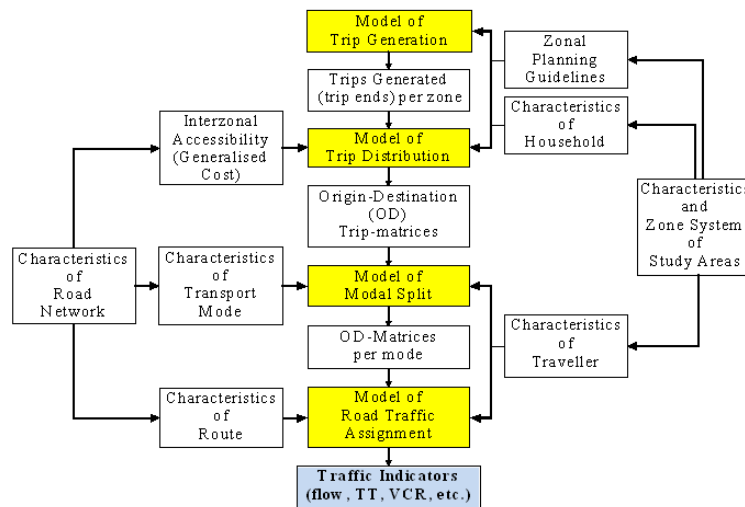 Model of
Trip Generation
Zonal
Planning
Guidelines
Trips Generated
(trip ends) per zone
Interzonal
Accessibility
(Generalised
Cost)
Characteristics
of
Household
Model of
Trip Distribution
Origin-Destination
(OD)
Trip-matrices
Characteristics
and
Zone System
of
Study Areas
Characteristics
of
Road
Network
Characteristics
of
Transport
Mode
Model of
Modal Split
OD-Matrices
per mode
Characteristics
of
Traveller
Characteristics
of
Route
Model of
Road Traffic
Assignment
Traffic Indicators
(flow, TT, VCR, etc.)